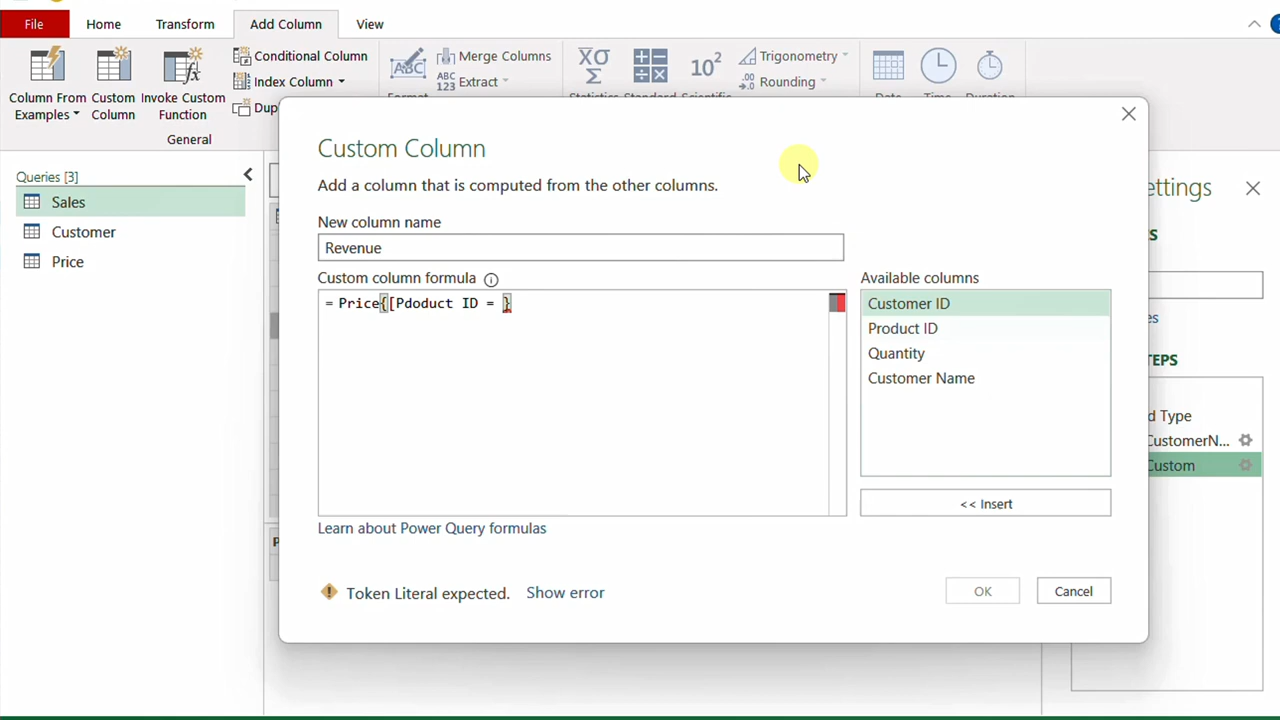 File Home Transform Add Column View
Conditional Column Merge Columns Trigonometry
Index Column Extract Rounding
Column From Examples
Custom Column
Invoke Custom Function
General
Queries [3]
Sales
Customer
Price
Custom Column
Add a column that is computed from the other columns.
New column name
Revenue
Custom column formula
Available columns
= Price{[Pdoduct ID = }
Customer ID
Product ID
Quantity
Customer Name
<< Insert
Learn about Power Query formulas
Token Literal expected. Show error
OK Cancel
ettings
CustomerN...
Custom
d Type